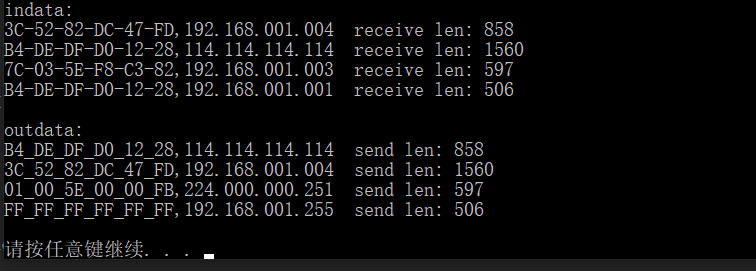 indata:
3C-52-82-DC-47-FD,192.168.001.004  receive len: 858
B4-DE-DF-D0-12-28,114.114.114.114  receive len: 1560
7C-03-5E-F8-C3-82,192.168.001.003  receive len: 597
B4-DE-DF-D0-12-28,192.168.001.001  receive len: 506
outdata:
B4_DE_DF_D0_12_28,114.114.114.114  send len: 858
3C_52_82_DC_47_FD,192.168.001.004  send len: 1560
01_00_5E_00_00_FB,224.000.000.251  send len: 597
FF_FF_FF_FF_FF_FF,192.168.001.255  send len: 506
请按任意键继续. . .